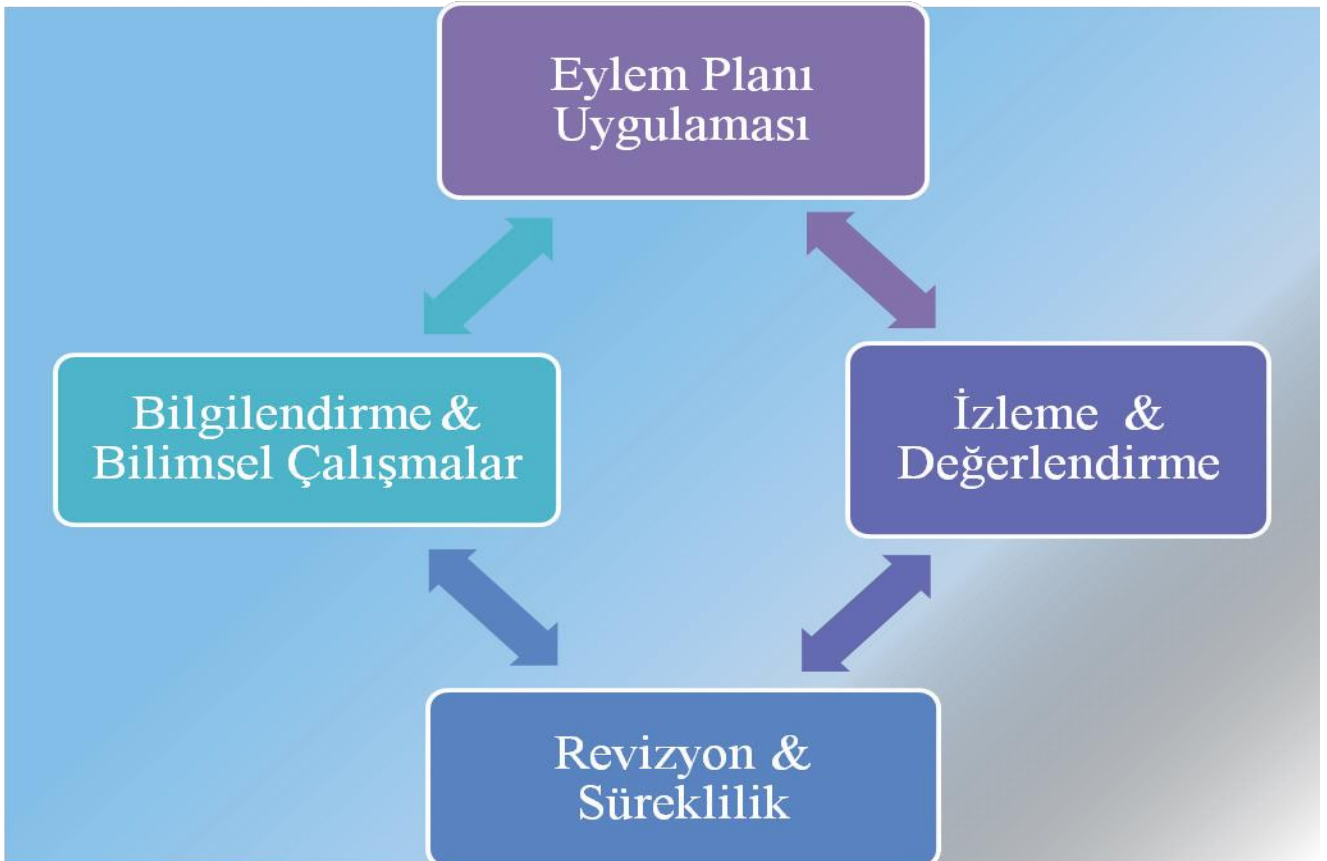 Eylem Planı
Uygulaması
Bilgilendirme &
Bilimsel Çalışmalar
İzleme &
Değerlendirme
Revizyon &
Süreklilik